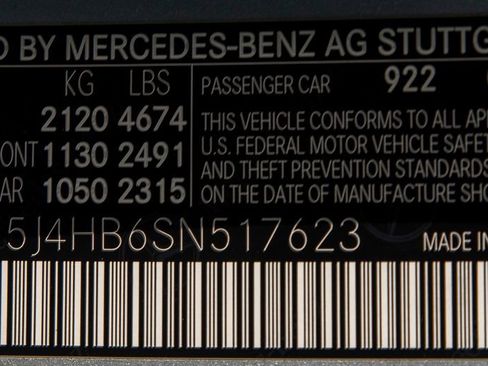 D BY MERCEDES-BENZ AG STUTTG
KG LBS
2120 4674
ONT 1130 2491
AR 1050 2315
PASSENGER CAR 922
THIS VEHICLE CONFORMS TO ALL AP
U.S. FEDERAL MOTOR VEHICLE SAFET
AND THEFT PREVENTION STANDARDS
ON THE DATE OF MANUFACTURE SHO
5J4HB6SN517623
MADE IN